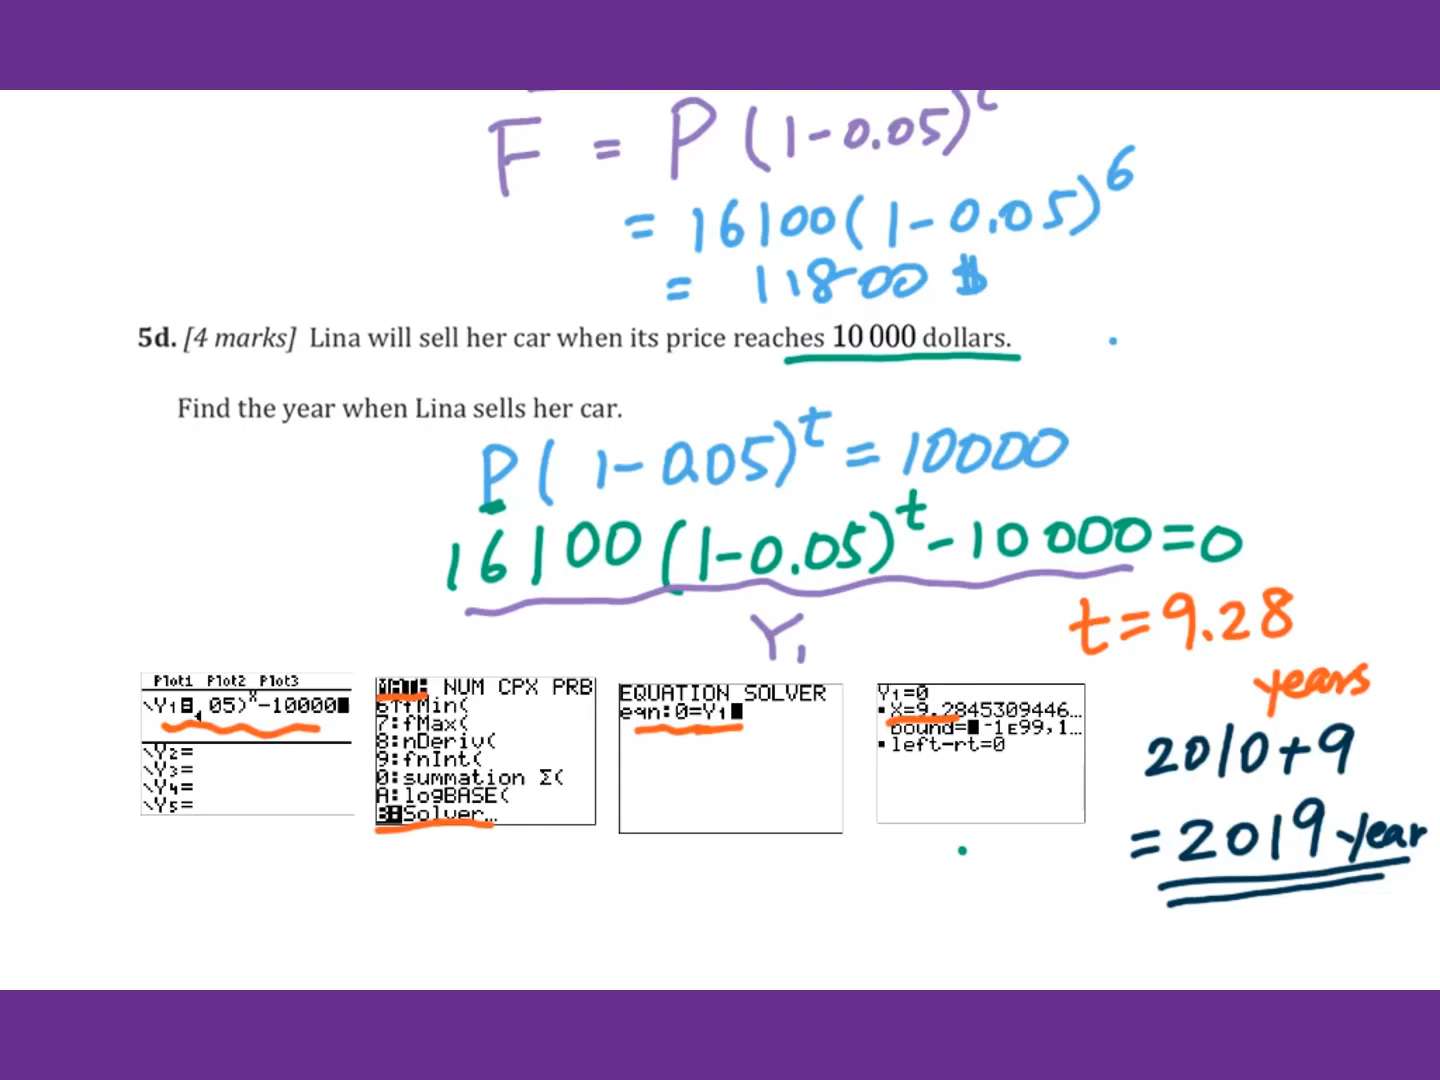 F = P(1-0.05)^t
= 16100(1-0.05)^6
= 11800 $
5d. [4 marks] Lina will sell her car when its price reaches 10 000 dollars.
Find the year when Lina sells her car.
P(1-0.05)^t = 10000
16100(1-0.05)^t - 10000 = 0
Y₁
t = 9.28
years
2010+9
= 2019 year
Plot1 Plot2 Plot3
\Y₁=.05)^X-10000
\Y₂=
\Y₃=
\Y₄=
\Y₅=
MATH NUM CPX PRB
6↑fMin(
7:fMax(
8:nDeriv(
9:fnInt(
0:summation Σ(
A:logBASE(
B:Solver…
EQUATION SOLVER
eqn:0=Y₁
Y₁=0
▪X=9.2845309446…
bound=-1E99,1…
▪left-rt=0